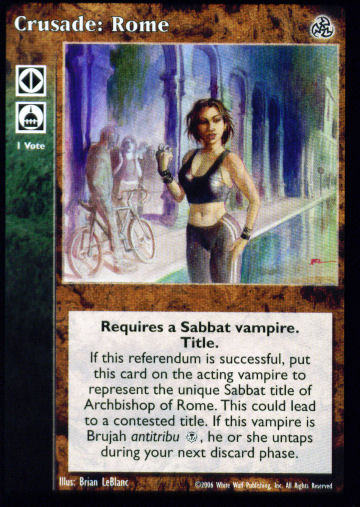 Crusade: Rome
1 Vote
Requires a Sabbat vampire.
Title.
If this referendum is successful, put
this card on the acting vampire to
represent the unique Sabbat title of
Archbishop of Rome. This could lead
to a contested title. If this vampire is
Brujah antitribu , he or she untaps
during your next discard phase.
Illus: Brian LeBlanc
©2006 White Wolf Publishing, Inc. All Rights Reserved